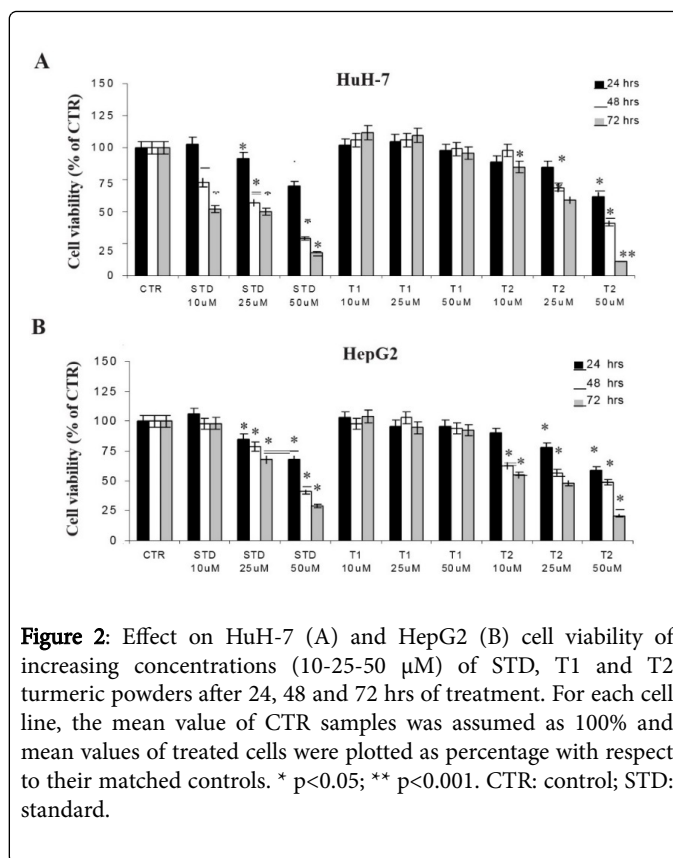 A
HuH-7
Cell viability (% of CTR)
150
125
100
75
50
25
0
24 hrs
48 hrs
72 hrs
* * * * * * * * * * **
CTR STD STD STD T1 T1 T1 T2 T2 T2
10uM 25uM 50uM 10uM 25uM 50uM 10uM 25uM 50uM
B
HepG2
Cell viability (% of CTR)
150
125
100
75
50
25
0
24 hrs
48 hrs
72 hrs
* * * * * * * * * * * * *
CTR STD STD STD T1 T1 T1 T2 T2 T2
10uM 25uM 50uM 10uM 25uM 50uM 10uM 25uM 50uM
Figure 2: Effect on HuH-7 (A) and HepG2 (B) cell viability of
increasing concentrations (10-25-50 μM) of STD, T1 and T2
turmeric powders after 24, 48 and 72 hrs of treatment. For each cell
line, the mean value of CTR samples was assumed as 100% and
mean values of treated cells were plotted as percentage with respect
to their matched controls. * p<0.05; ** p<0.001. CTR: control; STD:
standard.